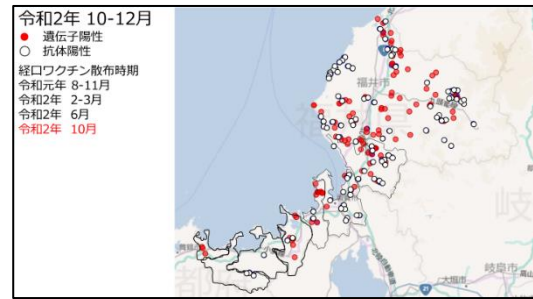 令和2年 10-12月
● 遺伝子陽性
○ 抗体陽性
経口ワクチン散布時期
令和元年 8-11月
令和2年 2-3月
令和2年 6月
令和2年 10月
福井市
岐阜市
大垣市
21